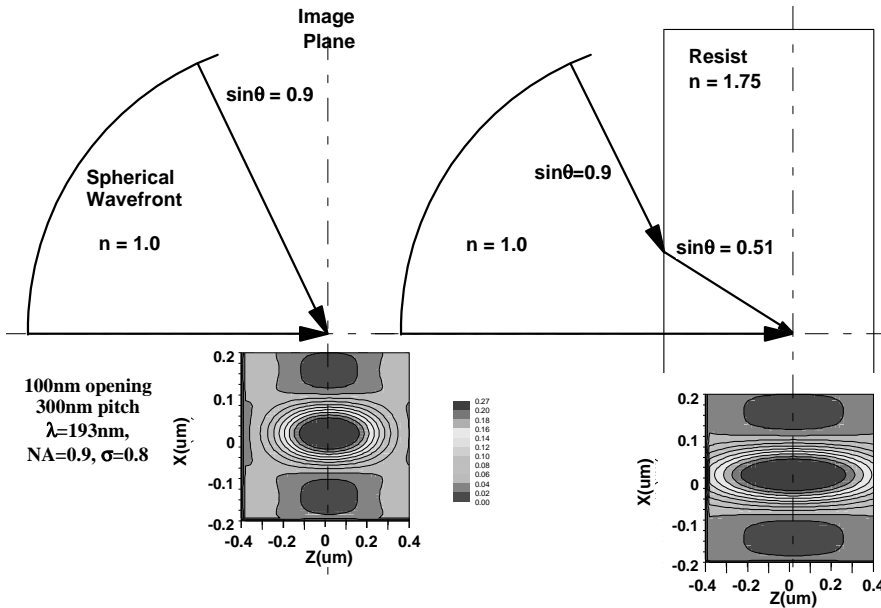 Image
Plane
sinθ = 0.9
Spherical
Wavefront
n = 1.0
Resist
n = 1.75
sinθ=0.9
n = 1.0
sinθ = 0.51
100nm opening
300nm pitch
λ=193nm,
NA=0.9, σ=0.8
X(um)
0.2
0.1
0
-0.1
-0.2
-0.4
-0.2
0
0.2
0.4
Z(um)
0.27
0.20
0.18
0.16
0.14
0.12
0.10
0.08
0.06
0.04
0.02
0.00
X(um)
0.2
0.1
0
-0.1
-0.2
-0.4
-0.2
0
0.2
0.4
Z(um)